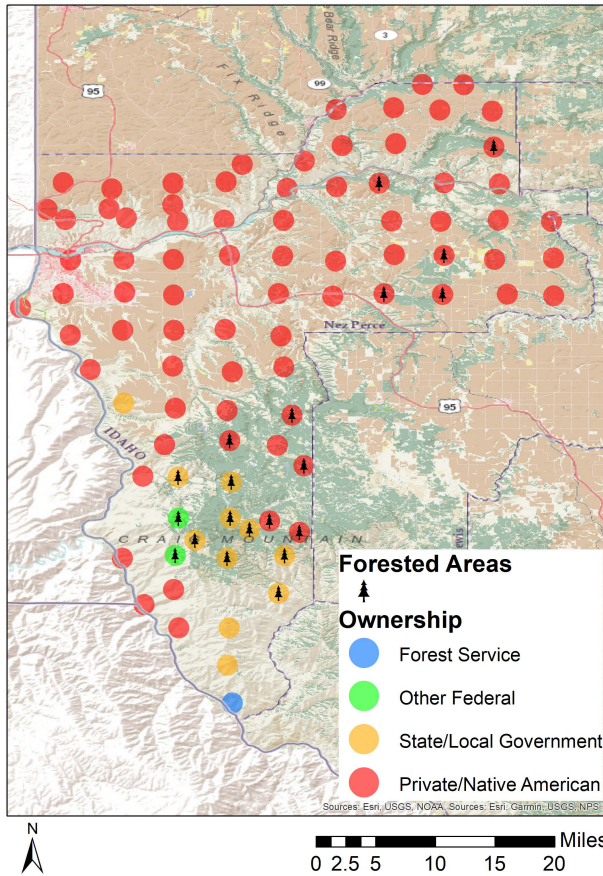 Bear Ridge
3
99
95
Fix Ridge
Nez Perce
95
IDAHO
CRAIG MOUNTAIN
Forested Areas
Ownership
Forest Service
Other Federal
State/Local Government
Private/Native American
Sources: Esri, USGS, NOAA, Sources: Esri, Garmin, USGS, NPS
N
Miles
0 2.5 5 10 15 20